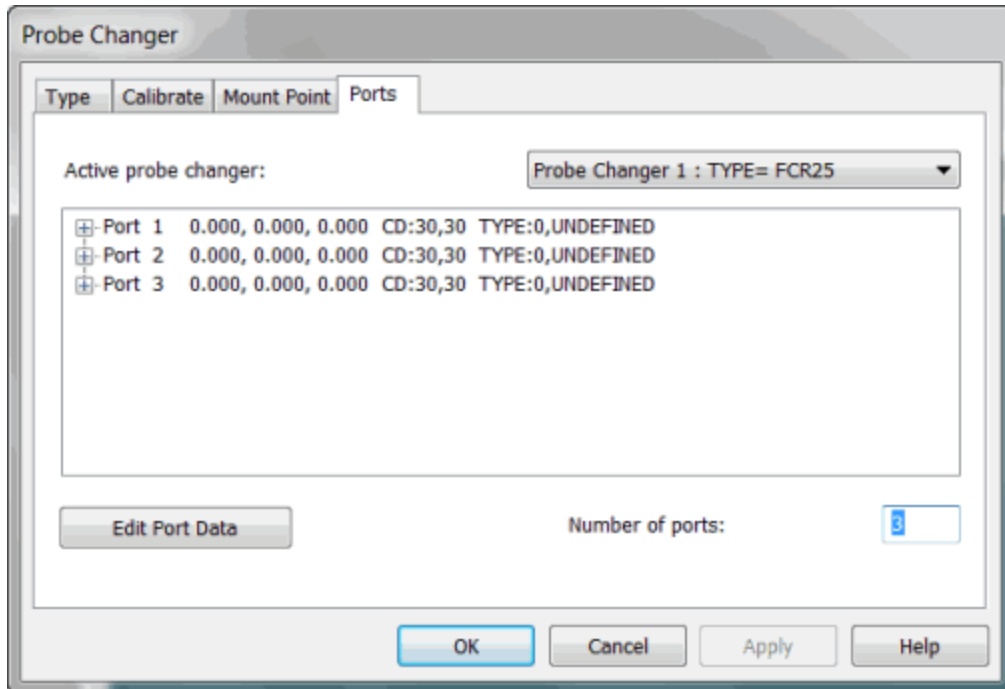 Probe Changer
Type Calibrate Mount Point Ports
Active probe changer: Probe Changer 1 : TYPE= FCR25
Port 1 0.000, 0.000, 0.000 CD:30,30 TYPE:0,UNDEFINED
Port 2 0.000, 0.000, 0.000 CD:30,30 TYPE:0,UNDEFINED
Port 3 0.000, 0.000, 0.000 CD:30,30 TYPE:0,UNDEFINED
Edit Port Data Number of ports: 3
OK Cancel Apply Help